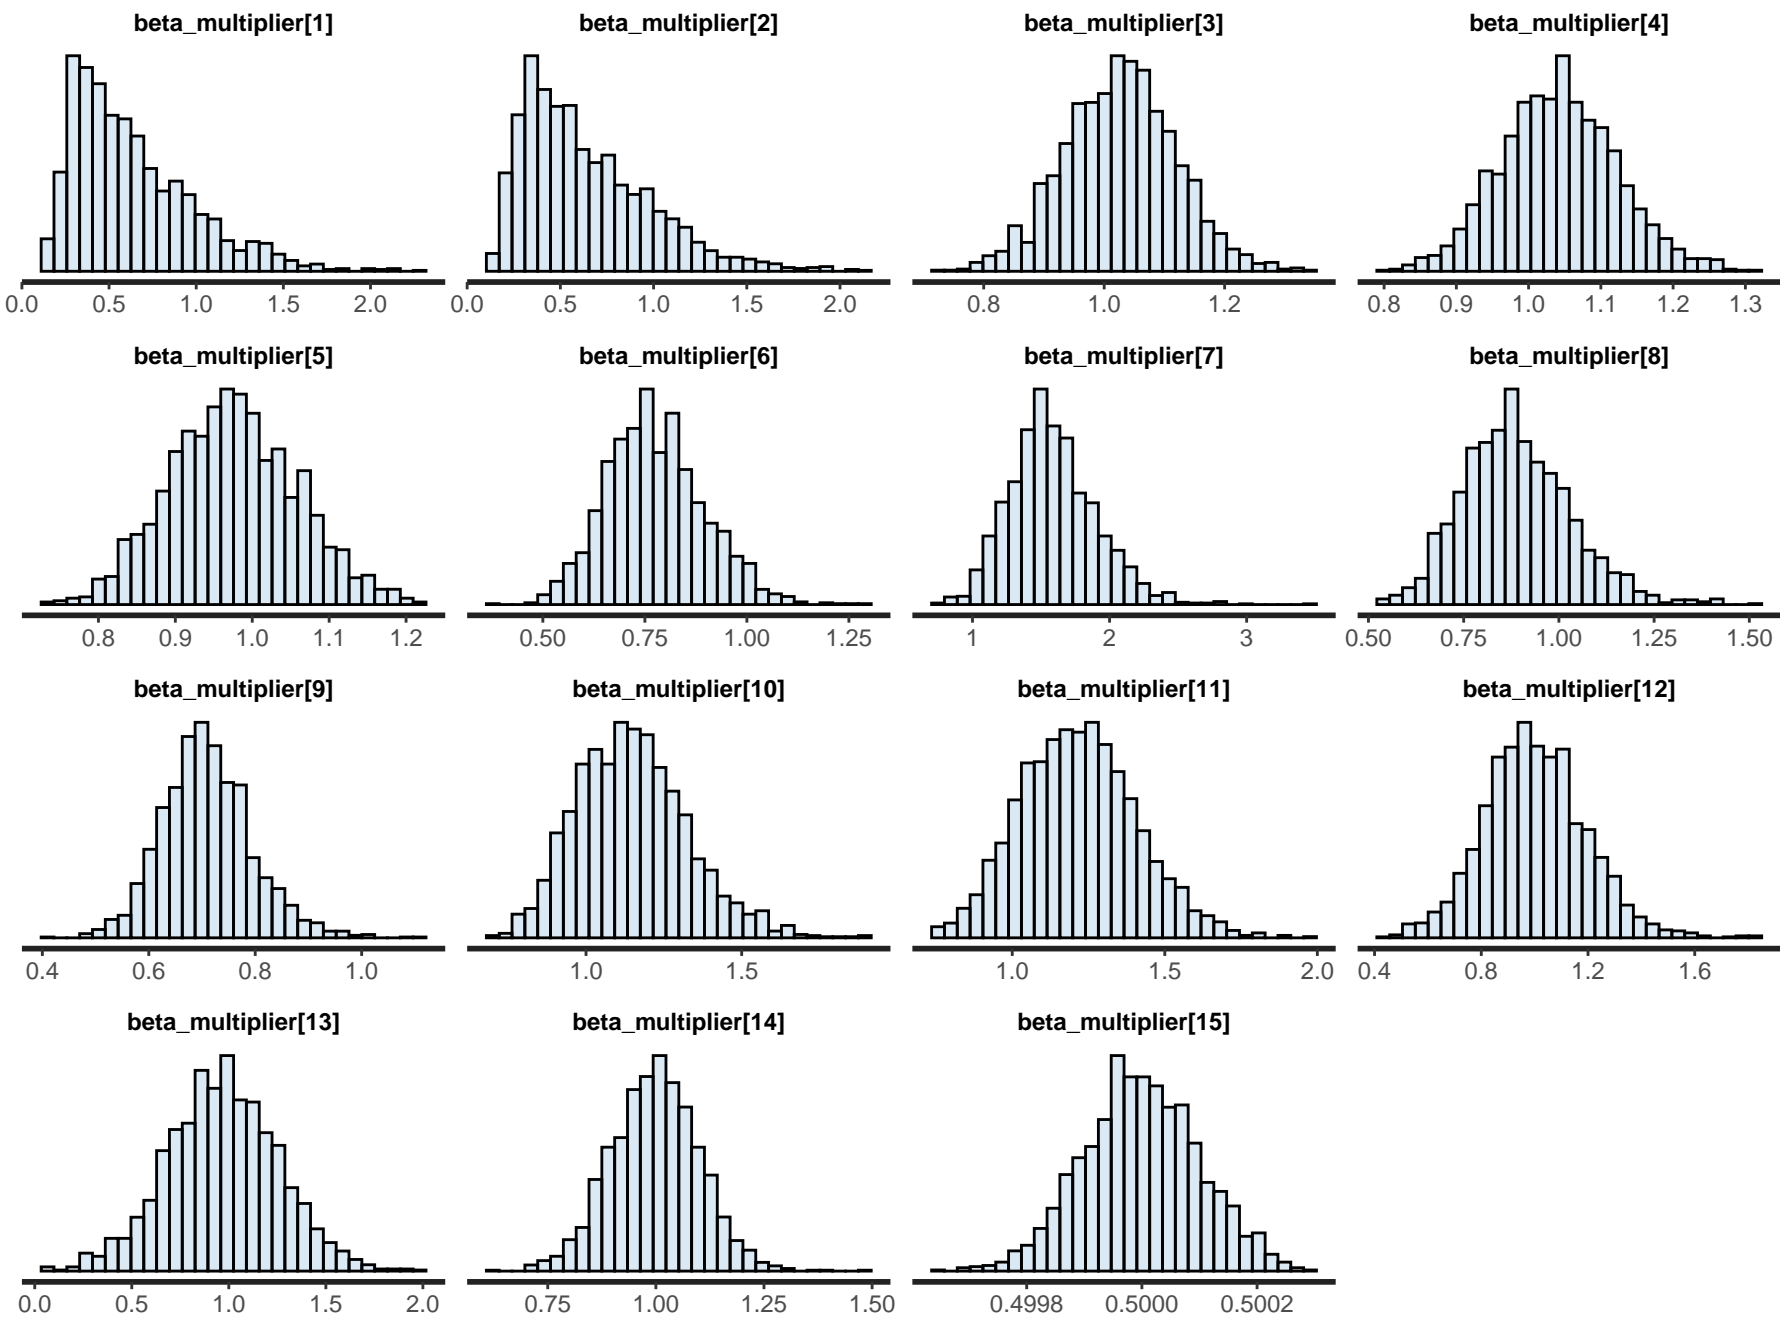 beta_multiplier[1] beta_multiplier[2] beta_multiplier[3] beta_multiplier[4]
0.0 0.5 1.0 1.5 2.0 0.0 0.5 1.0 1.5 2.0 0.8 1.0 1.2 0.8 0.9 1.0 1.1 1.2 1.3
beta_multiplier[5] beta_multiplier[6] beta_multiplier[7] beta_multiplier[8]
0.8 0.9 1.0 1.1 1.2 0.50 0.75 1.00 1.25 1 2 3 0.50 0.75 1.00 1.25 1.50
beta_multiplier[9] beta_multiplier[10] beta_multiplier[11] beta_multiplier[12]
0.4 0.6 0.8 1.0 1.0 1.5 1.0 1.5 2.0 0.4 0.8 1.2 1.6
beta_multiplier[13] beta_multiplier[14] beta_multiplier[15]
0.0 0.5 1.0 1.5 2.0 0.75 1.00 1.25 1.50 0.4998 0.5000 0.5002